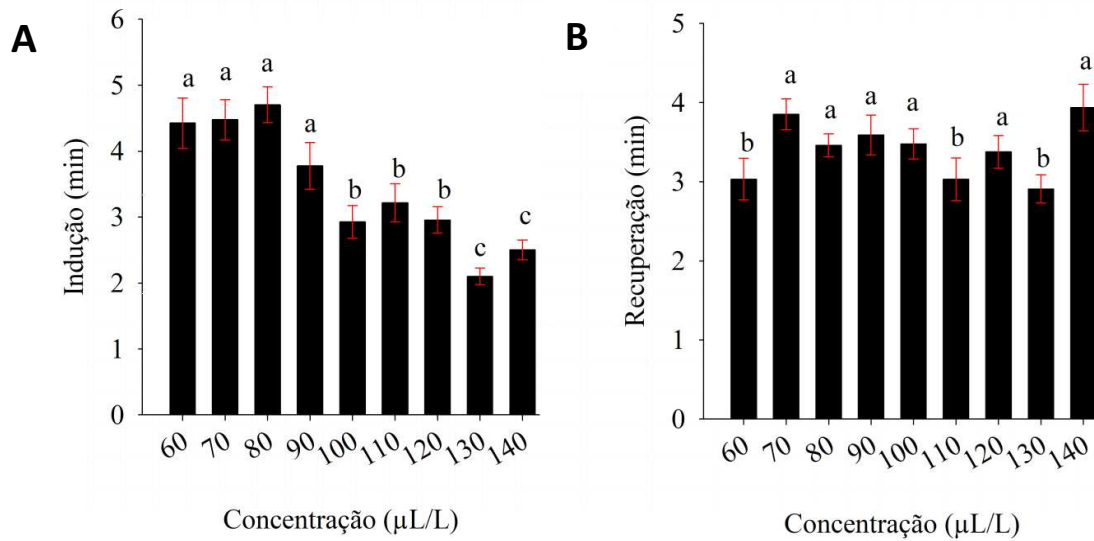 A
Indução (min)
6
5
4
3
2
1
0
a
a
a
a
b
b
b
c
c
60
70
80
90
100
110
120
130
140
Concentração (µL/L)
B
Recuperação (min)
5
4
3
2
1
0
b
a
a
a
a
b
a
b
a
60
70
80
90
100
110
120
130
140
Concentração (µL/L)